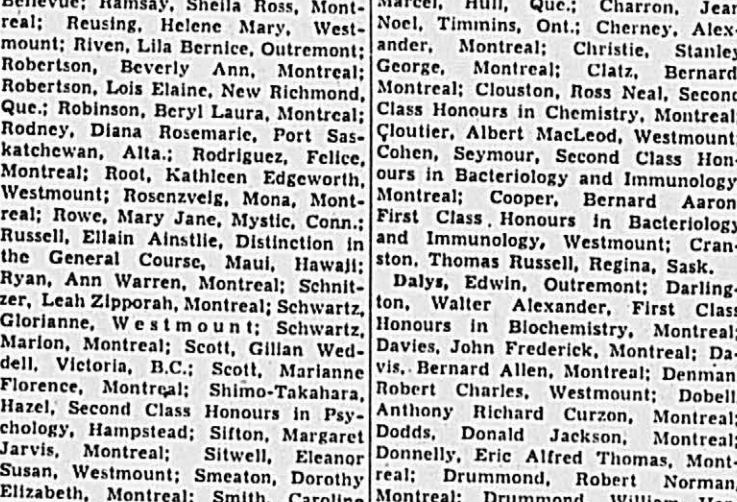 Bellevue; Ramsay, Sheila Ross, Mont-
real; Reusing, Helene Mary, West-
mount; Riven, Lila Bernice, Outremont;
Robertson, Beverly Ann, Montreal;
Robertson, Lois Elaine, New Richmond,
Que.; Robinson, Beryl Laura, Montreal;
Rodney, Diana Rosemarie, Port Sas-
katchewan, Alta.; Rodriguez, Felice,
Montreal; Root, Kathleen Edgeworth,
Westmount; Rosenzveig, Mona, Mont-
real; Rowe, Mary Jane, Mystic, Conn.;
Russell, Ellain Ainstlie, Distinction in
the General Course, Maui, Hawaii;
Ryan, Ann Warren, Montreal; Schnit-
zer, Leah Zipporah, Montreal; Schwartz,
Glorianne, Westmount; Schwartz,
Marion, Montreal; Scott, Gillan Wed-
dell, Victoria, B.C.; Scott, Marianne
Florence, Montreal; Shimo-Takahara,
Hazel, Second Class Honours in Psy-
chology, Hampstead; Sifton, Margaret
Jarvis, Montreal; Sitwell, Eleanor
Susan, Westmount; Smeaton, Dorothy
Elizabeth, Montreal; Smith, Caroline
Marcel, Hull, Que.; Charron, Jean
Noel, Timmins, Ont.; Cherney, Alex-
ander, Montreal; Christie, Stanley
George, Montreal; Clatz, Bernard
Montreal; Clouston, Ross Neal, Second
Class Honours in Chemistry, Montreal;
Cloutier, Albert MacLeod, Westmount;
Cohen, Seymour, Second Class Hon-
ours in Bacteriology and Immunology
Montreal; Cooper, Bernard Aaron
First Class Honours in Bacteriology
and Immunology, Westmount; Cran-
ston, Thomas Russell, Regina, Sask.
Dalys, Edwin, Outremont; Darling-
ton, Walter Alexander, First Class
Honours in Biochemistry, Montreal;
Davies, John Frederick, Montreal; Da-
vis, Bernard Allen, Montreal; Denman
Robert Charles, Westmount; Dobell
Anthony Richard Curzon, Montreal;
Dodds, Donald Jackson, Montreal;
Donnelly, Eric Alfred Thomas, Mont-
real; Drummond, Robert Norman,
Montreal; Drummond, William